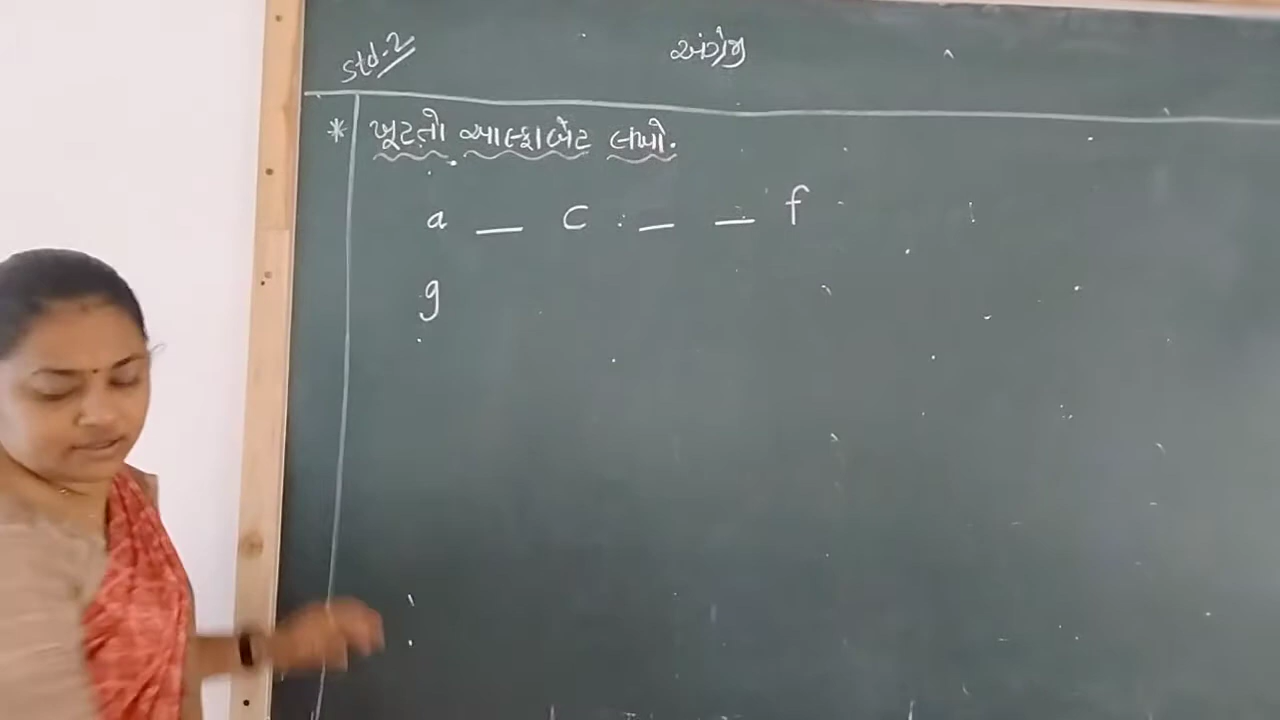 std-2 અંગ્રેજી
* ખૂટતો આલ્ફાબેટ લખો.
a __ c __ __ f
g